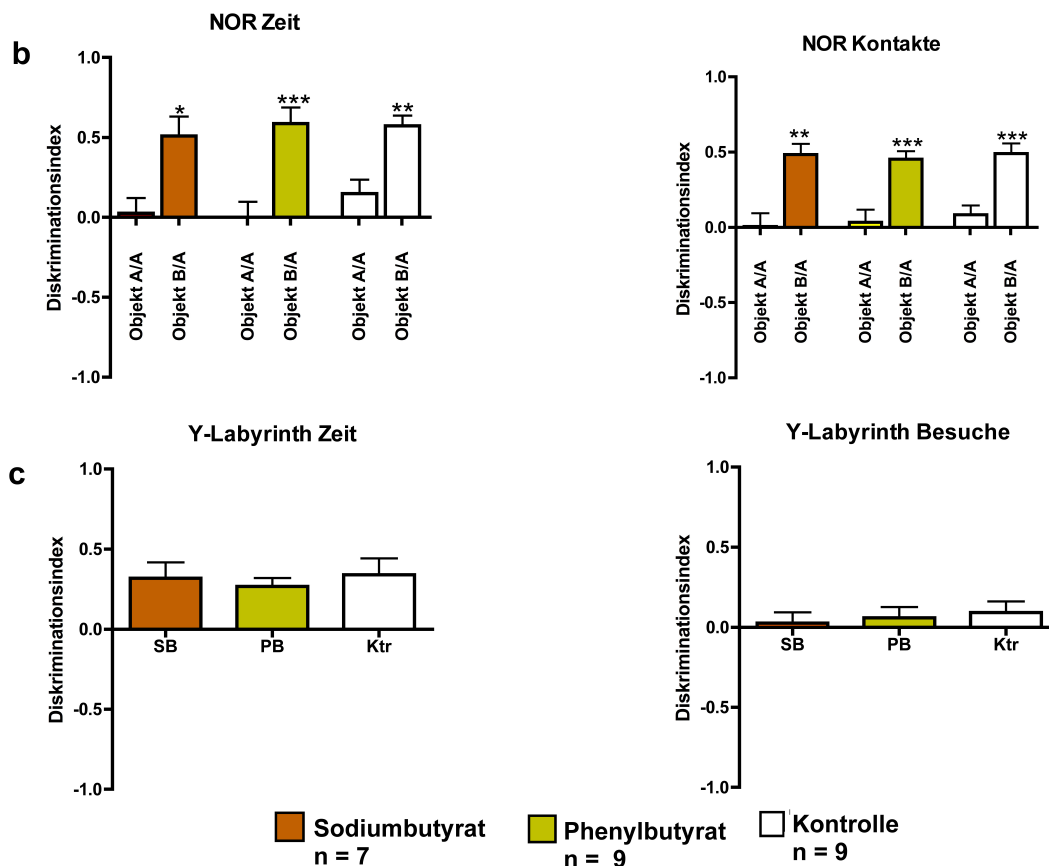 b
NOR Zeit
1.0
0.5
0.0
-0.5
-1.0
Diskriminationsindex
* *** **
Objekt A/A
Objekt B/A
Objekt A/A
Objekt B/A
Objekt A/A
Objekt B/A
NOR Kontakte
1.0
0.5
0.0
-0.5
-1.0
Diskriminationsindex
** *** ***
Objekt A/A
Objekt B/A
Objekt A/A
Objekt B/A
Objekt A/A
Objekt B/A
c
Y-Labyrinth Zeit
1.0
0.5
0.0
-0.5
-1.0
Diskriminationsindex
SB PB Ktr
Y-Labyrinth Besuche
1.0
0.5
0.0
-0.5
-1.0
Diskriminationsindex
SB PB Ktr
Sodiumbutyrat
n = 7
Phenylbutyrat
n = 9
Kontrolle
n = 9